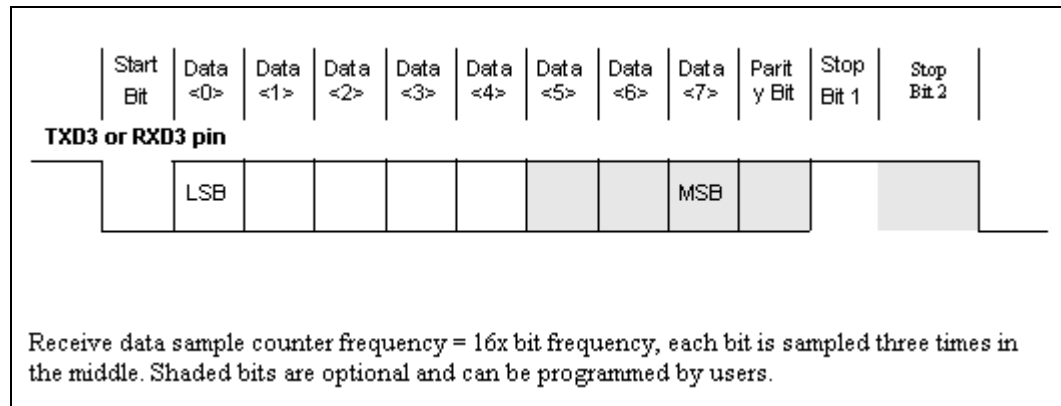 Start Bit Data <0> Data <1> Data <2> Data <3> Data <4> Data <5> Data <6> Data <7> Parit y Bit Stop Bit 1 Stop Bit 2
TXD3 or RXD3 pin
LSB MSB
Receive data sample counter frequency = 16x bit frequency, each bit is sampled three times in
the middle. Shaded bits are optional and can be programmed by users.